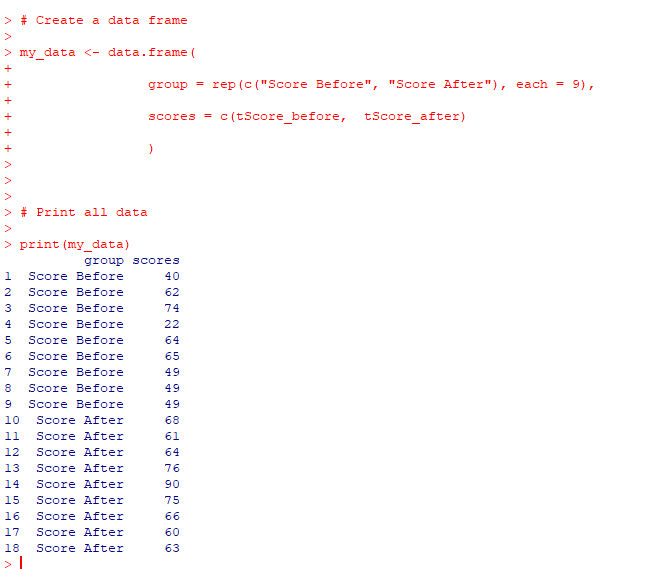 > # Create a data frame
>
> my_data <- data.frame(
+
+                 group = rep(c("Score Before", "Score After"), each = 9),
+
+                 scores = c(tScore_before,  tScore_after)
+
+                 )
>
>
>
> # Print all data
>
> print(my_data)
          group scores
1  Score Before     40
2  Score Before     62
3  Score Before     74
4  Score Before     22
5  Score Before     64
6  Score Before     65
7  Score Before     49
8  Score Before     49
9  Score Before     49
10  Score After     68
11  Score After     61
12  Score After     64
13  Score After     76
14  Score After     90
15  Score After     75
16  Score After     66
17  Score After     60
18  Score After     63
>